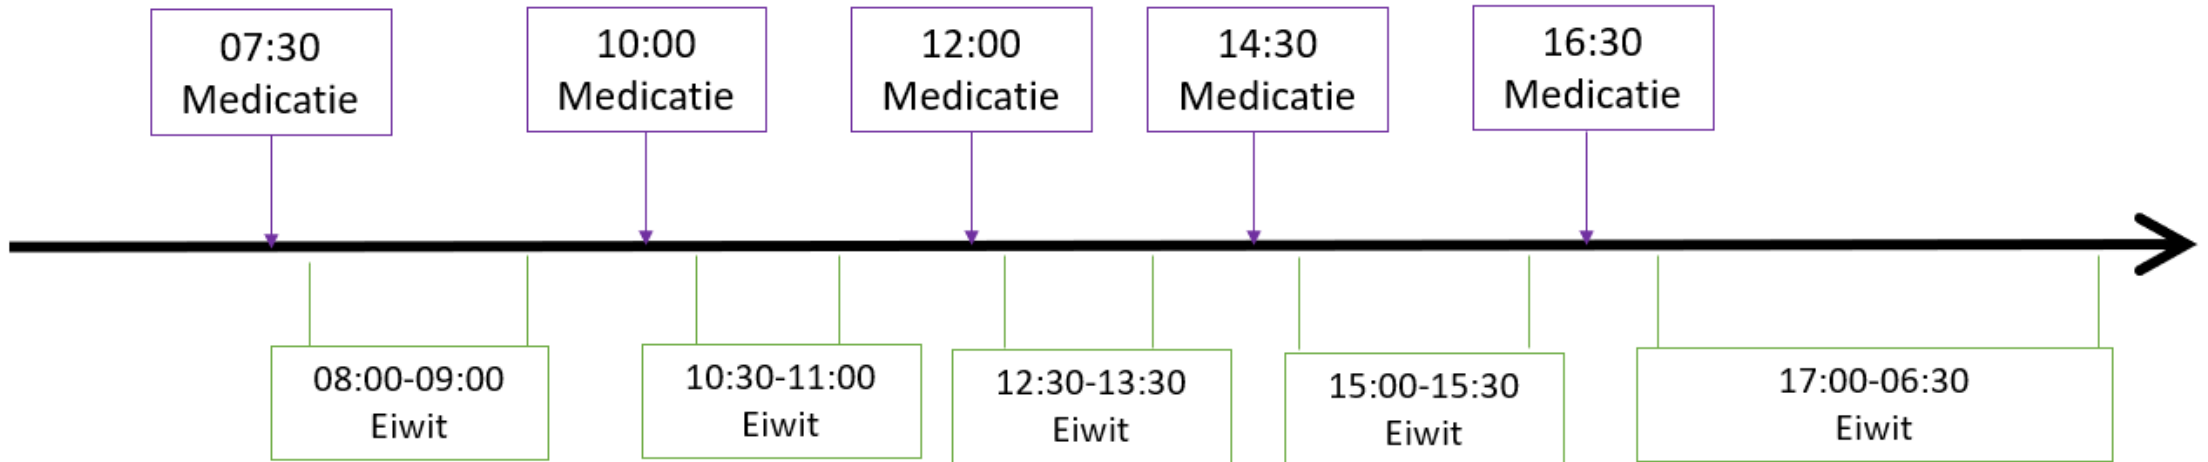 07:30
Medicatie
10:00
Medicatie
12:00
Medicatie
14:30
Medicatie
16:30
Medicatie
08:00-09:00
Eiwit
10:30-11:00
Eiwit
12:30-13:30
Eiwit
15:00-15:30
Eiwit
17:00-06:30
Eiwit